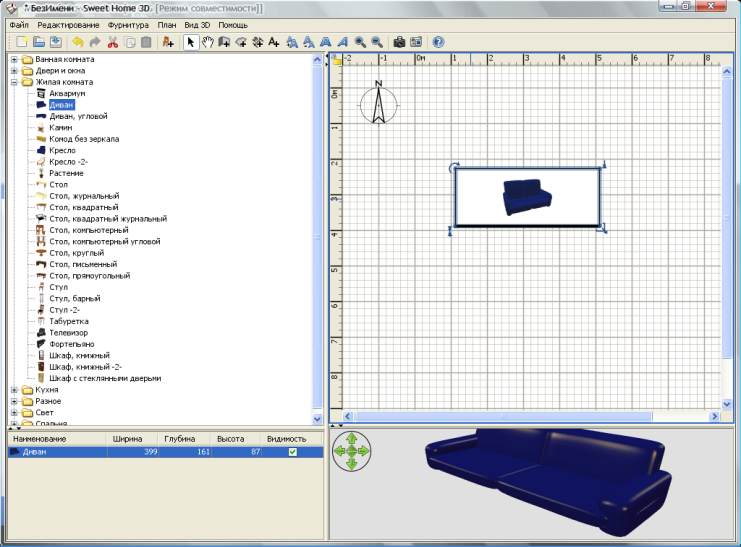 * БезИмени - Sweet Home 3D [Режим совместимости]]
Файл Редактирование Фурнитура План Вид 3D Помощь
Ванная комната
Двери и окна
Жилая комната
Аквариум
Диван
Диван, угловой
Камин
Комод без зеркала
Кресло
Кресло -2-
Растение
Стол
Стол, журнальный
Стол, квадратный
Стол, квадратный журнальный
Стол, компьютерный
Стол, компьютерный угловой
Стол, круглый
Стол, письменный
Стол, прямоугольный
Стул
Стул, барный
Стул -2-
Табуретка
Телевизор
Фортепьяно
Шкаф, книжный
Шкаф, книжный -2-
Шкаф с стеклянными дверьми
Кухня
Разное
Свет
Спальня
-2 -1 0м 1 2 3 4 5 6 7 8
0м
1
2
3
4
5
6
7
8
N
Наименование Ширина Глубина Высота Видимость
Диван 399 161 87